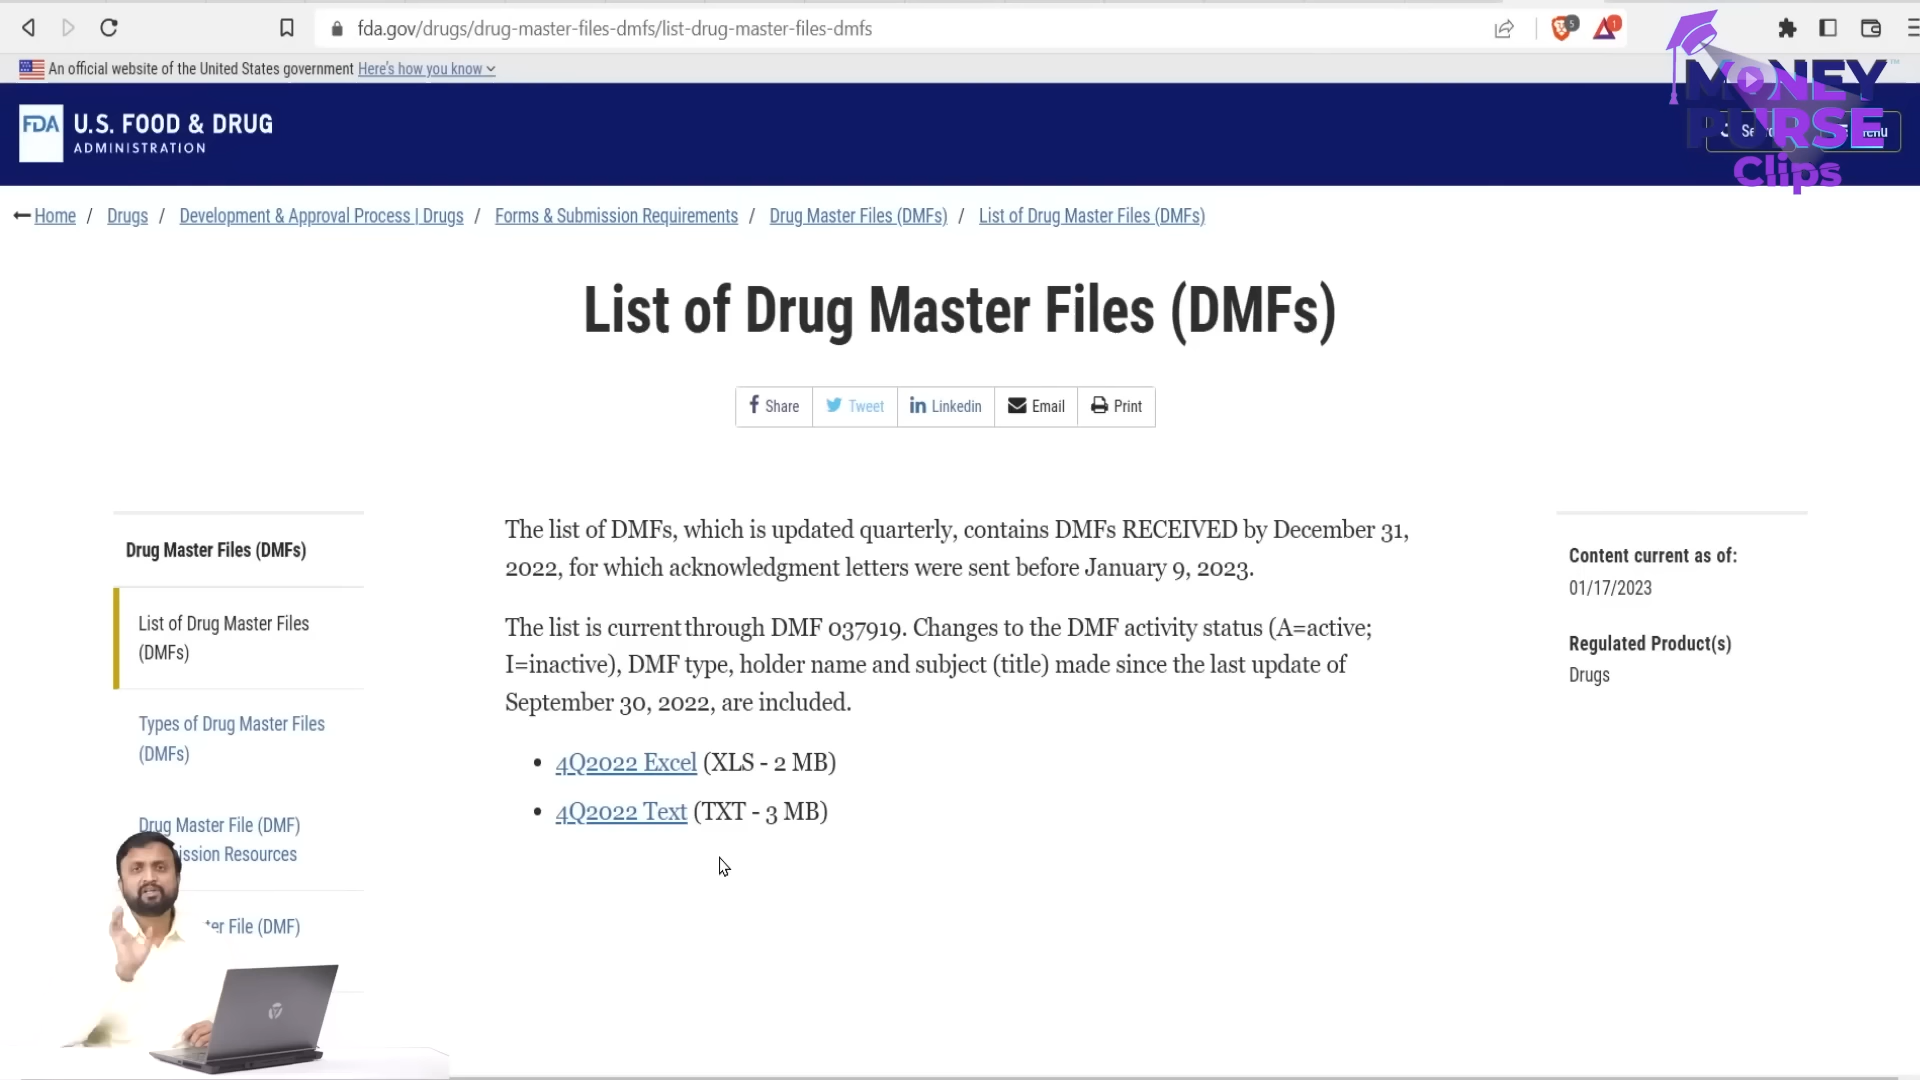 fda.gov/drugs/drug-master-files-dmfs/list-drug-master-files-dmfs
5
1
An official website of the United States government Here's how you know
FDA
U.S. FOOD & DRUG
ADMINISTRATION
MONEY
PURSE
Clips
Home / Drugs / Development & Approval Process | Drugs / Forms & Submission Requirements / Drug Master Files (DMFs) / List of Drug Master Files (DMFs)
List of Drug Master Files (DMFs)
Share
Tweet
Linkedin
Email
Print
Drug Master Files (DMFs)
List of Drug Master Files
(DMFs)
Types of Drug Master Files
(DMFs)
Drug Master File (DMF)
ission Resources
er File (DMF)
The list of DMFs, which is updated quarterly, contains DMFs RECEIVED by December 31,
2022, for which acknowledgment letters were sent before January 9, 2023.
The list is current through DMF 037919. Changes to the DMF activity status (A=active;
I=inactive), DMF type, holder name and subject (title) made since the last update of
September 30, 2022, are included.
• 4Q2022 Excel (XLS - 2 MB)
• 4Q2022 Text (TXT - 3 MB)
Content current as of:
01/17/2023
Regulated Product(s)
Drugs